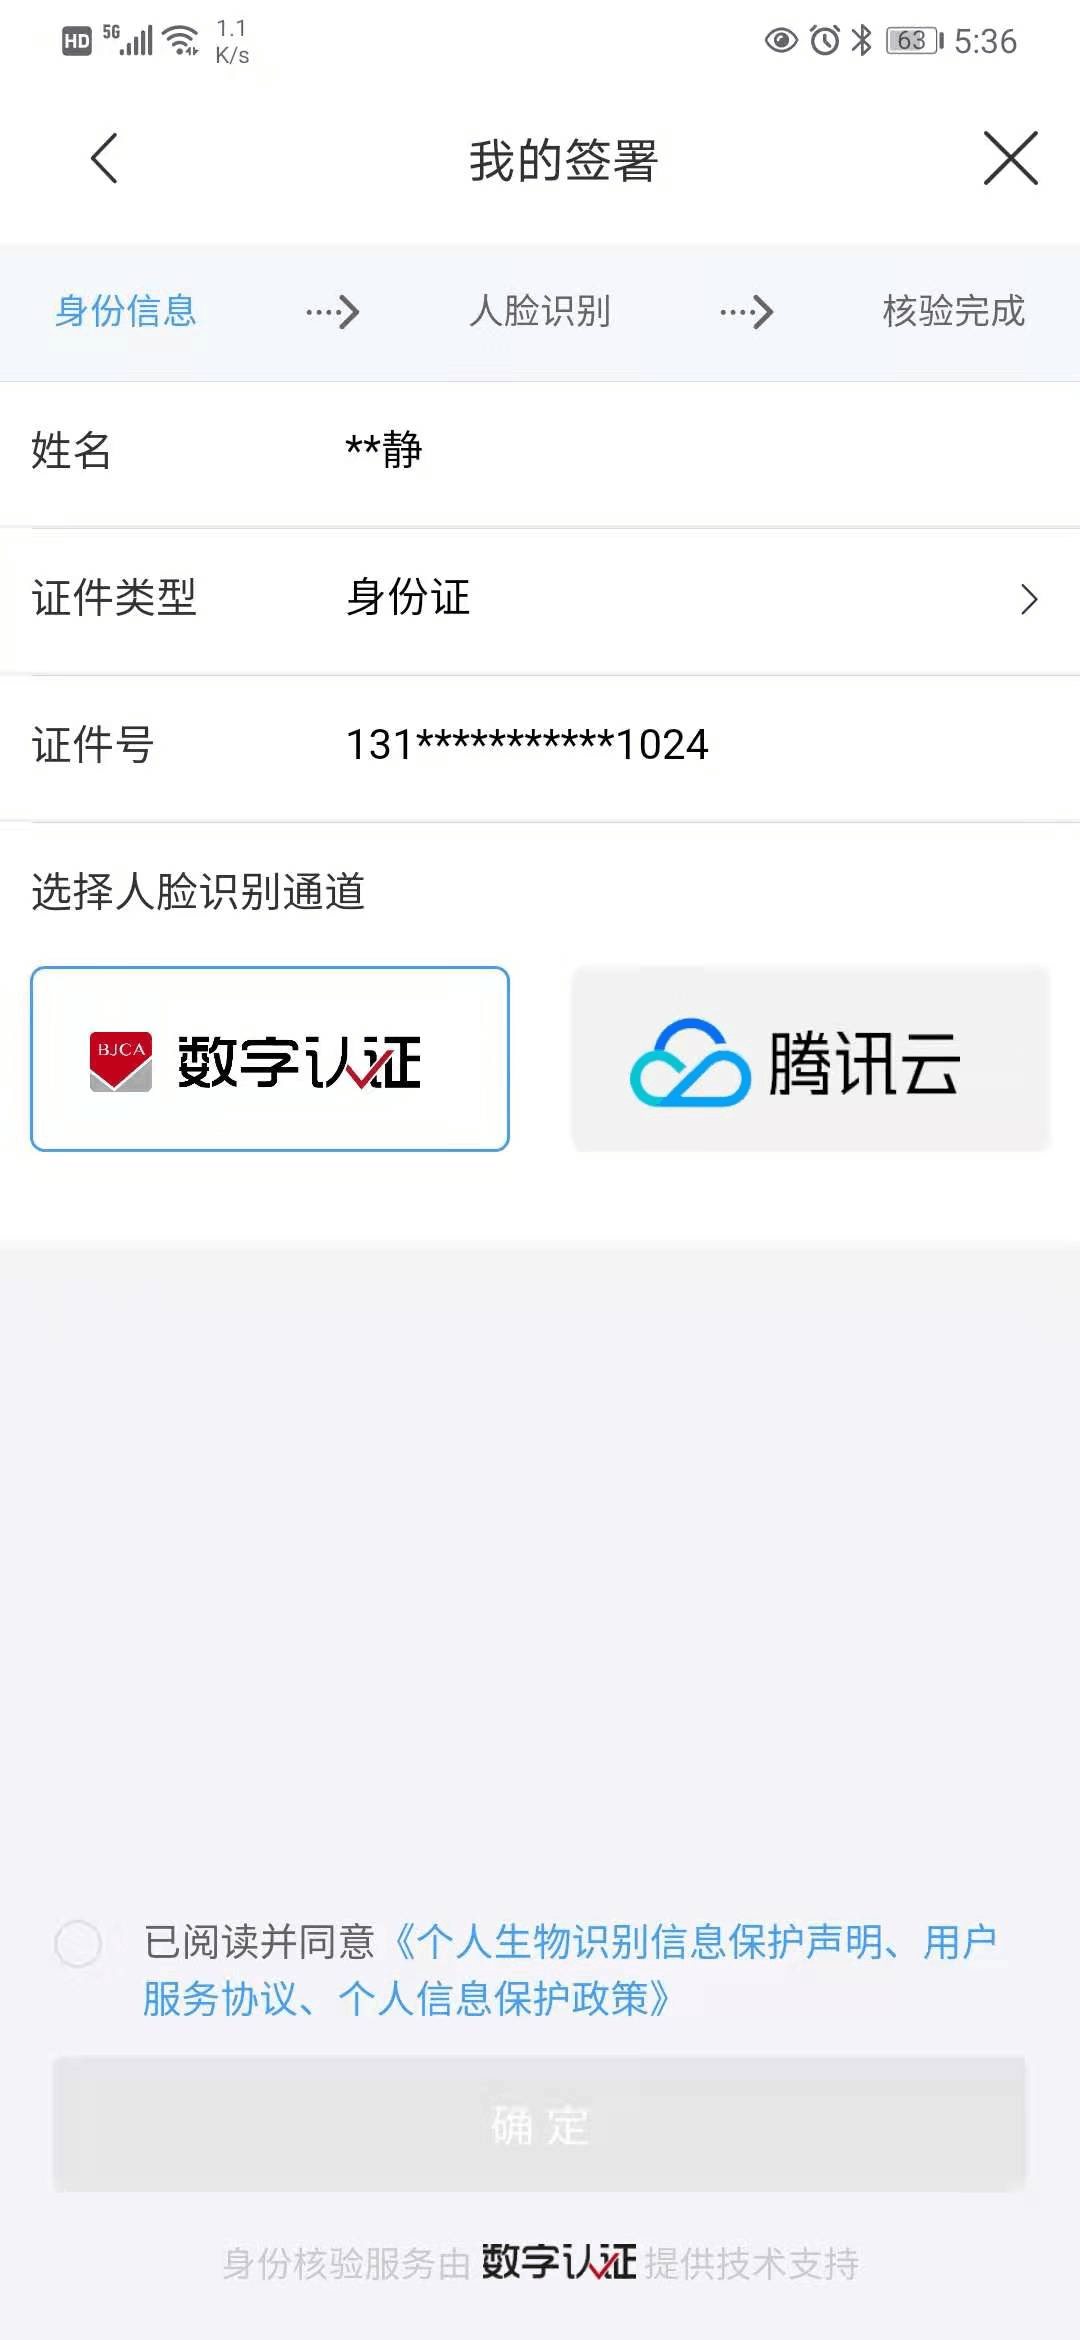 HD 5G 1.1 K/s 63 5:36
我的签署
身份信息 人脸识别 核验完成
姓名 **静
证件类型 身份证
证件号 131***********1024
选择人脸识别通道
BJCA 数字认证 腾讯云
已阅读并同意《个人生物识别信息保护声明、用户
服务协议、个人信息保护政策》
确 定
身份核验服务由 数字认证 提供技术支持